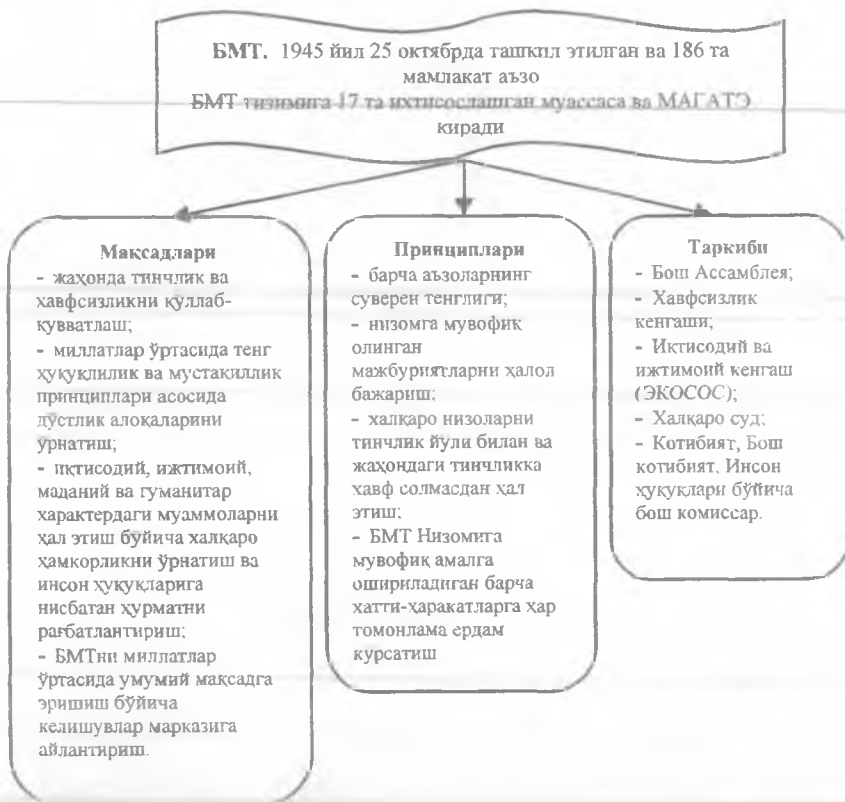 БМТ. 1945 йил 25 октябрда ташкил этилган ва 186 та
мамлакат аъзо
БМТ тизимига 17 та ихтисослашган муассаса ва МАГАТЭ
киради
Мақсадлари
- жаҳонда тинчлик ва
хавфсизликни қуллаб-
қувватлаш;
- миллатлар ўртасида тенг
ҳуқуқлилик ва мустақиллик
принциплари асосида
дўстлик алоқаларини
ўрнатиш;
- иқтисодий, ижтимоий,
маданий ва гуманитар
характердаги муаммоларни
ҳал этиш бўйича халқаро
ҳамкорликни ўрнатиш ва
инсон ҳуқуқларига
нисбатан ҳурматни
рағбатлантириш;
- БМТни миллатлар
ўртасида умумий мақсадга
эришиш бўйича
келишувлар марказига
айлантириш.
Принциплари
- барча аъзоларнинг
суверен тенглиги;
- низомга мувофиқ
олинган
мажбуриятларни ҳалол
бажариш;
- халқаро низоларни
тинчлик йули билан ва
жаҳондаги тинчликка
хавф солмасдан ҳал
этиш;
- БМТ Низомига
мувофиқ амалга
ошириладиган барча
хатти-ҳаракатларга ҳар
томонлама ердам
курсатиш
Таркиби
- Бош Ассамблея;
- Хавфсизлик
кенгаши;
- Иқтисодий ва
ижтимоий кенгаш
(ЭКОСОС);
- Халқаро суд;
- Котибият, Бош
котибият, Инсон
ҳуқуқлари бўйича
бош комиссар.